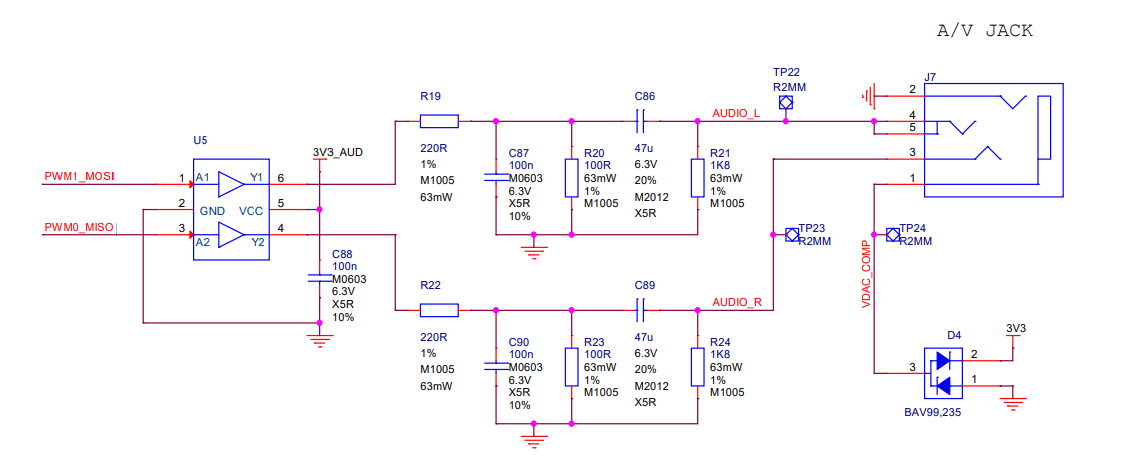 A/V JACK
TP22
R2MM
J7
R19
C86
AUDIO_L
2
4
5
3
1
220R
1%
M1005
63mW
C87
100n
M0603
6.3V
X5R
10%
R20
100R
63mW
1%
M1005
47u
6.3V
20%
M2012
X5R
R21
1K8
63mW
1%
M1005
U5
3V3_AUD
PWM1_MOSI
1
A1
Y1
6
2
GND
VCC
5
PWM0_MISO
3
A2
Y2
4
C88
100n
M0603
6.3V
X5R
10%
TP23
R2MM
TP24
R2MM
VDAC_COMP
R22
C89
AUDIO_R
220R
1%
M1005
63mW
C90
100n
M0603
6.3V
X5R
10%
R23
100R
63mW
1%
M1005
47u
6.3V
20%
M2012
X5R
R24
1K8
63mW
1%
M1005
D4
3V3
3
2
1
BAV99,235